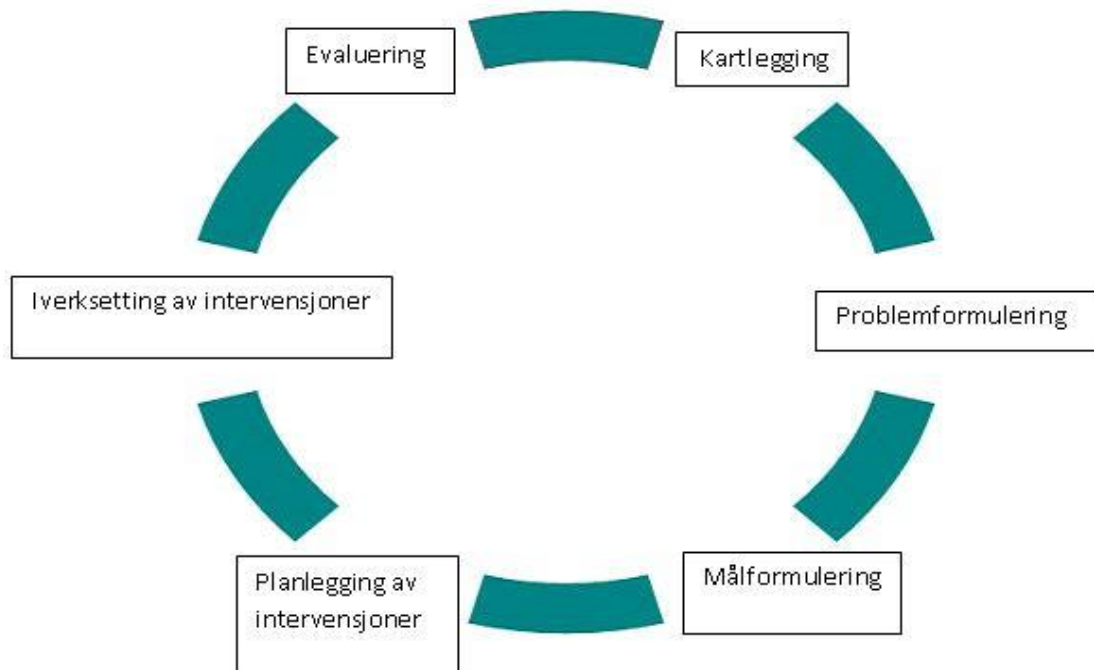 Evaluering
Kartlegging
Iverksetting av intervensjoner
Problemformulering
Planlegging av
intervensjoner
Målformulering